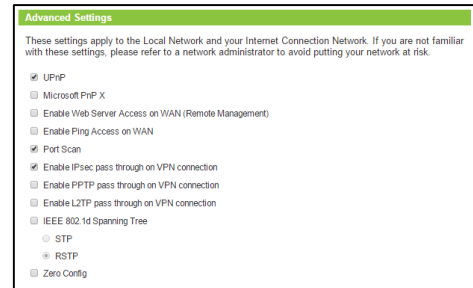 Advanced Settings
These settings apply to the Local Network and your Internet Connection Network. If you are not familiar
with these settings, please refer to a network administrator to avoid putting your network at risk.
UPnP
Microsoft PnP X
Enable Web Server Access on WAN (Remote Management)
Enable Ping Access on WAN
Port Scan
Enable IPsec pass through on VPN connection
Enable PPTP pass through on VPN connection
Enable L2TP pass through on VPN connection
IEEE 802.1d Spanning Tree
STP
RSTP
Zero Config